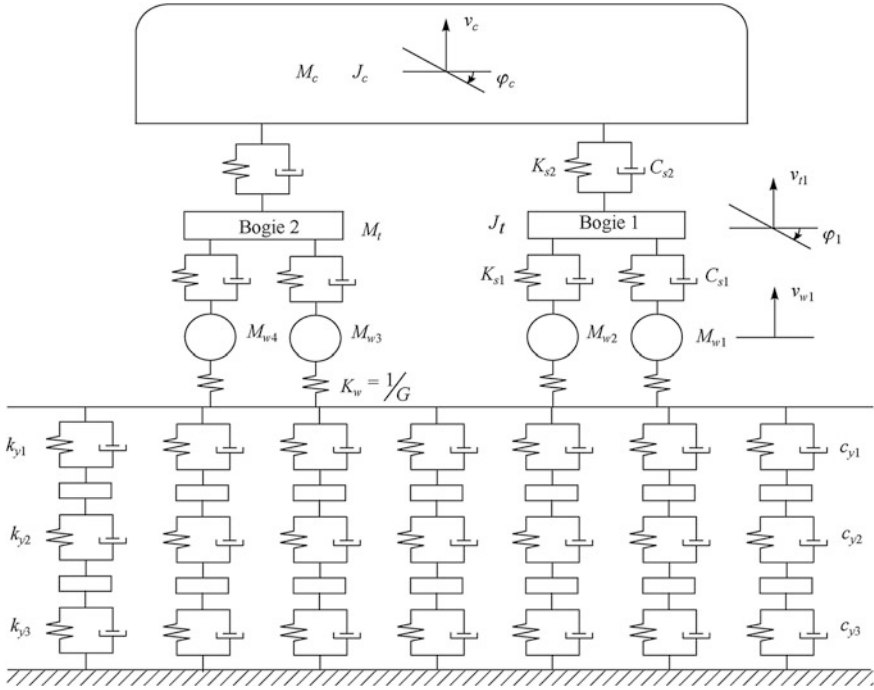 v_c
M_c J_c φ_c
K_s2 C_s2
v_t1
Bogie 2 M_t J_t Bogie 1
φ_1
K_s1 C_s1
v_w1
M_w4 M_w3 M_w2 M_w1
K_w = 1/G
k_y1 c_y1
k_y2 c_y2
k_y3 c_y3